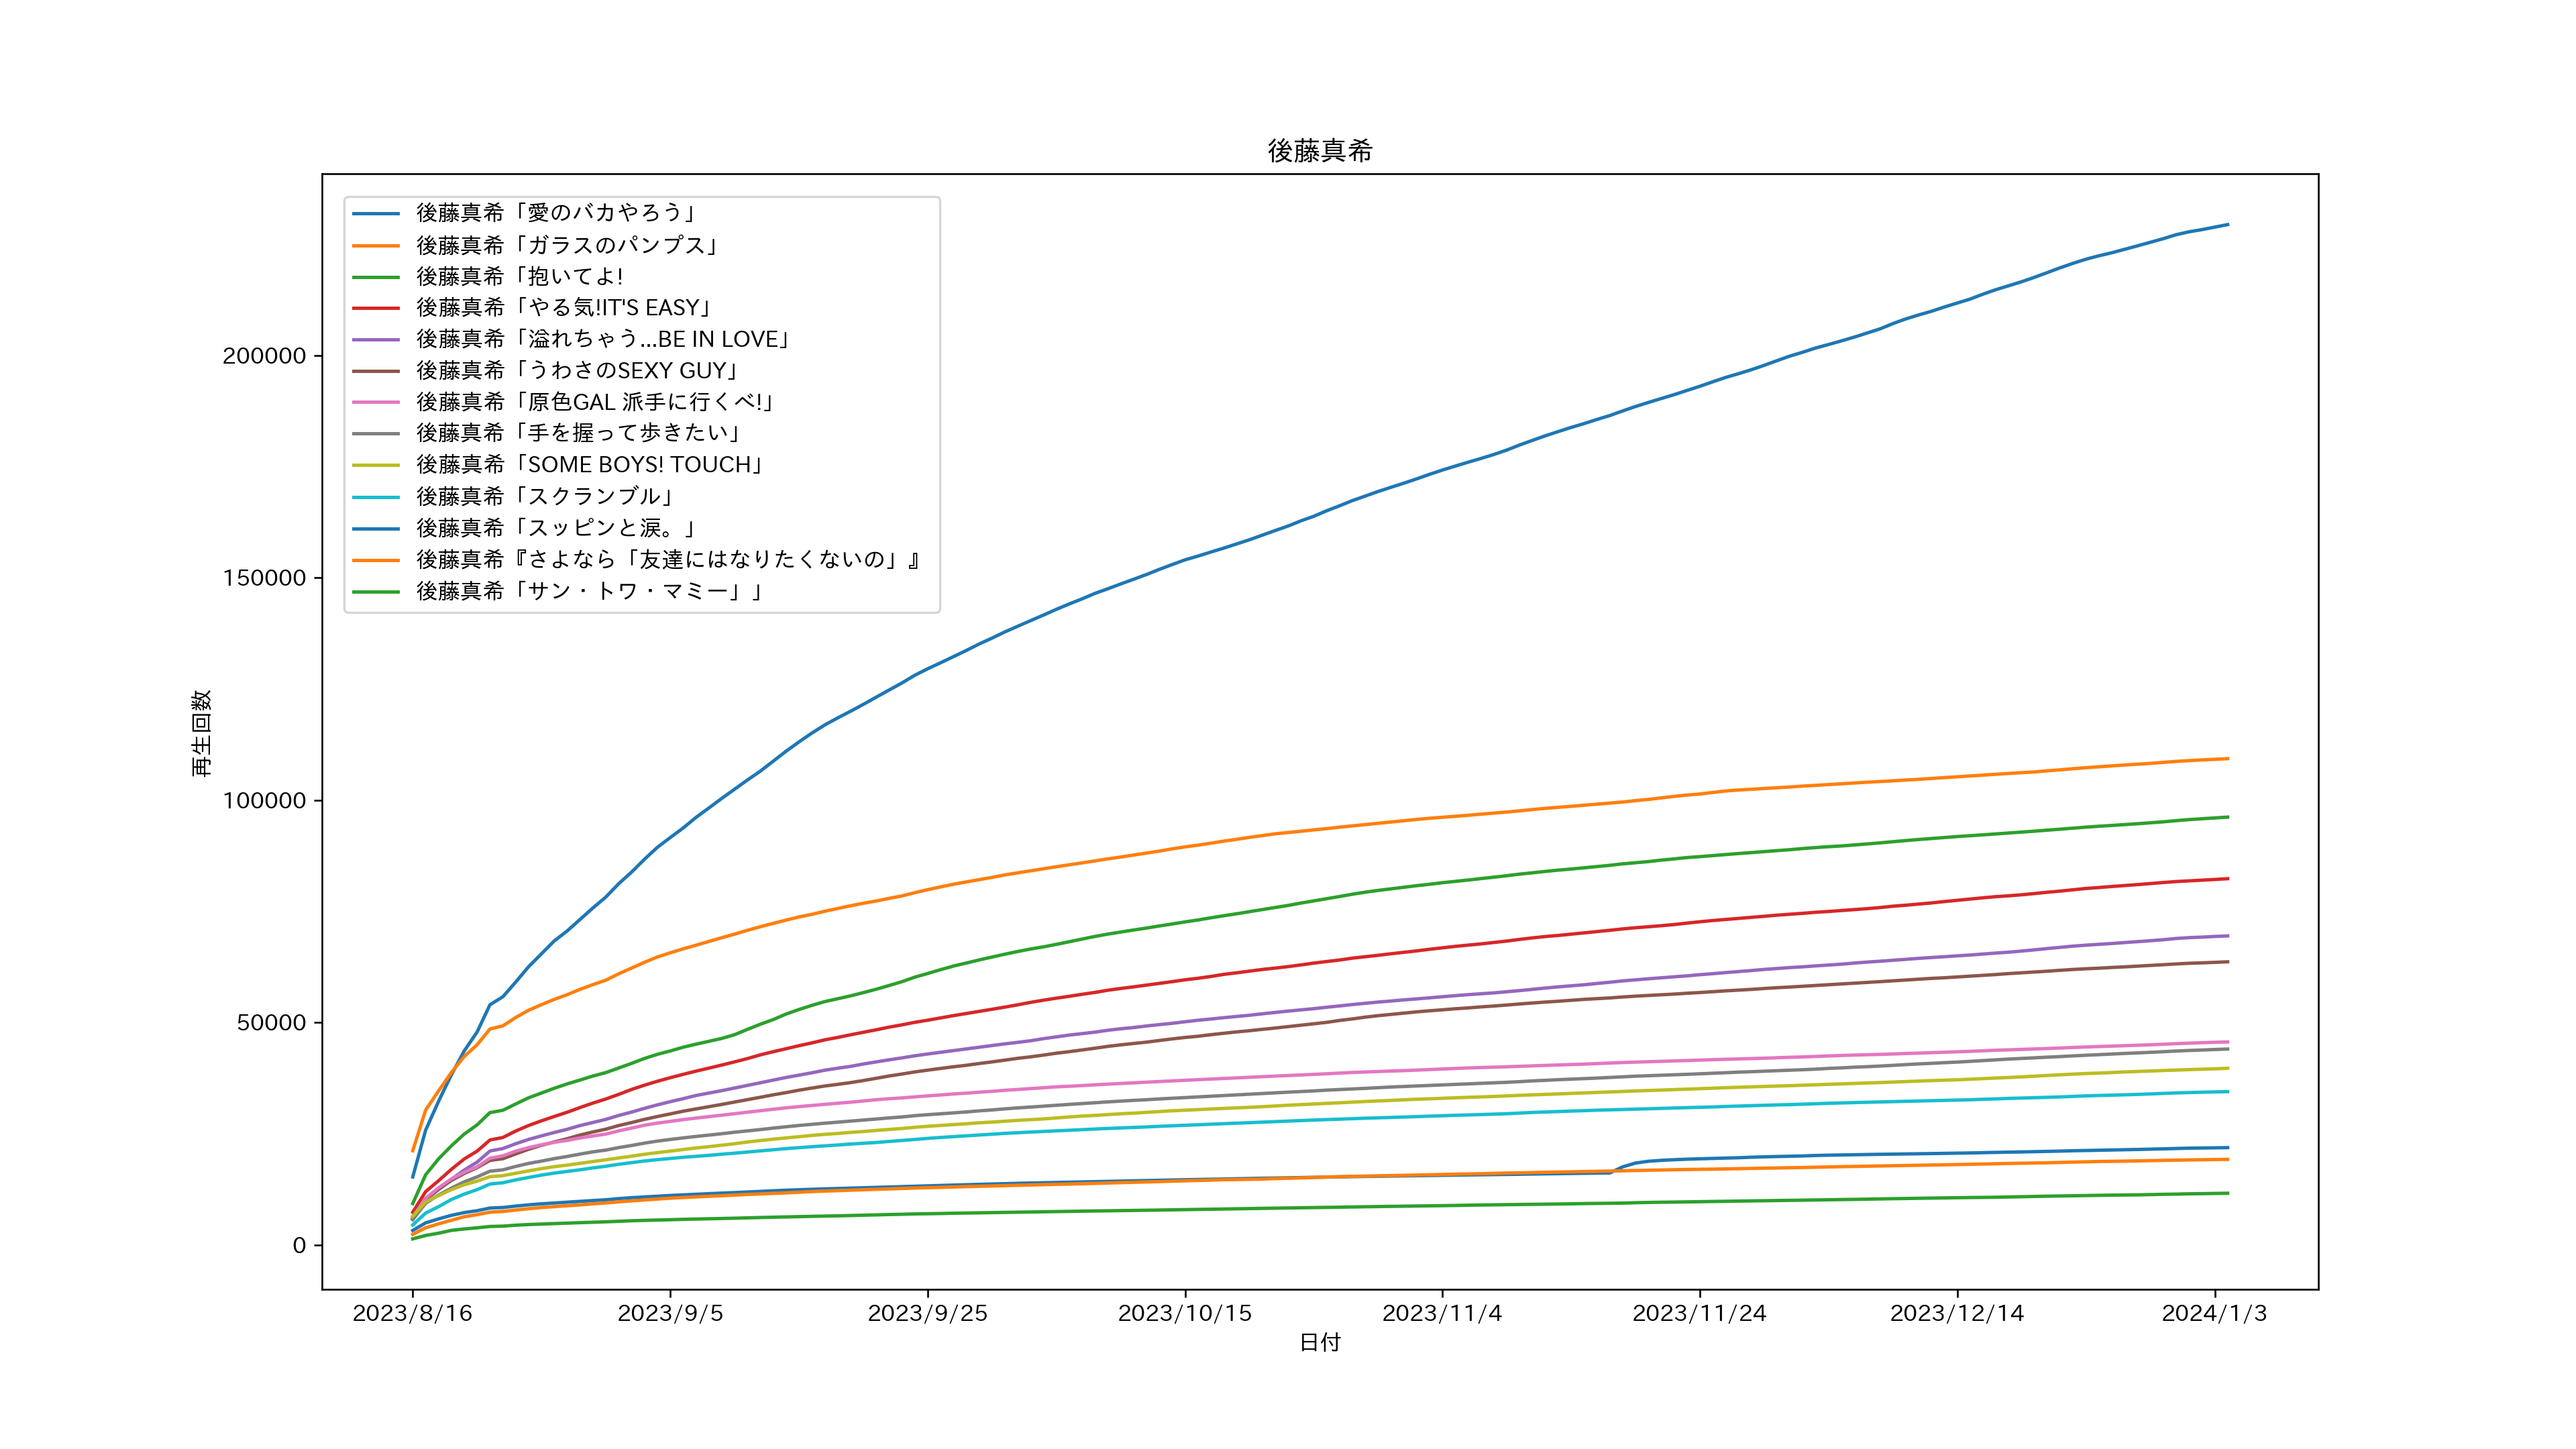 後藤真希
後藤真希「愛のバカやろう」
後藤真希「ガラスのパンプス」
後藤真希「抱いてよ!
後藤真希「やる気!IT'S EASY」
後藤真希「溢れちゃう...BE IN LOVE」
後藤真希「うわさのSEXY GUY」
後藤真希「原色GAL 派手に行くべ!」
後藤真希「手を握って歩きたい」
後藤真希「SOME BOYS! TOUCH」
後藤真希「スクランブル」
後藤真希「スッピンと涙。」
後藤真希『さよなら「友達にはなりたくないの」』
後藤真希「サン・トワ・マミー」」
200000
150000
100000
50000
0
再生回数
2023/8/16 2023/9/5 2023/9/25 2023/10/15 2023/11/4 2023/11/24 2023/12/14 2024/1/3
日付